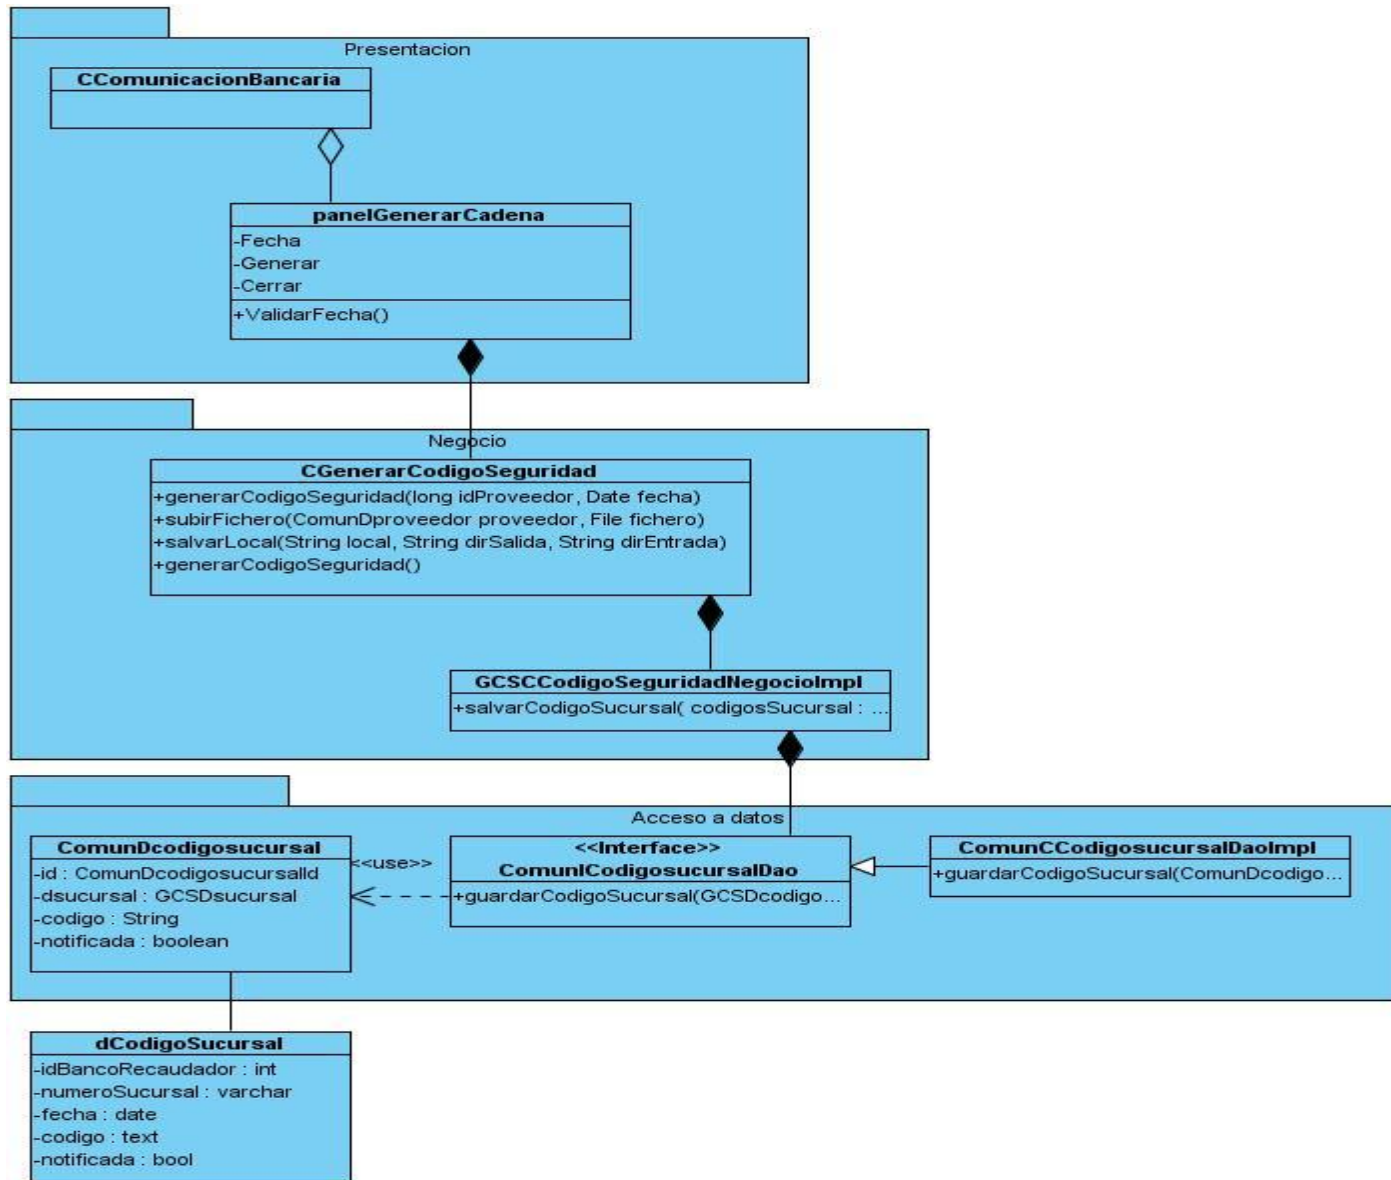 Presentacion
CComunicacionBancaria
panelGenerarCadena
-Fecha
-Generar
-Cerrar
+ValidarFecha()
Negocio
CGenerarCodigoSeguridad
+generarCodigoSeguridad(long idProveedor, Date fecha)
+subirFichero(ComunDproveedor proveedor, File fichero)
+salvarLocal(String local, String dirSalida, String dirEntrada)
+generarCodigoSeguridad()
GCSCCodigoSeguridadNegocioImpl
+salvarCodigoSucursal( codigosSucursal : ...
Acceso a datos
ComunDcodigosucursal
-id : ComunDcodigosucursalId
-dsucursal : GCSDsucursal
-codigo : String
-notificada : boolean
<<use>>
<<Interface>>
ComunICodigosucursalDao
+guardarCodigoSucursal(GCSDcodigo...
ComunCCodigosucursalDaoImpl
+guardarCodigoSucursal(ComunDcodigo...
dCodigoSucursal
-idBancoRecaudador : int
-numeroSucursal : varchar
-fecha : date
-codigo : text
-notificada : bool